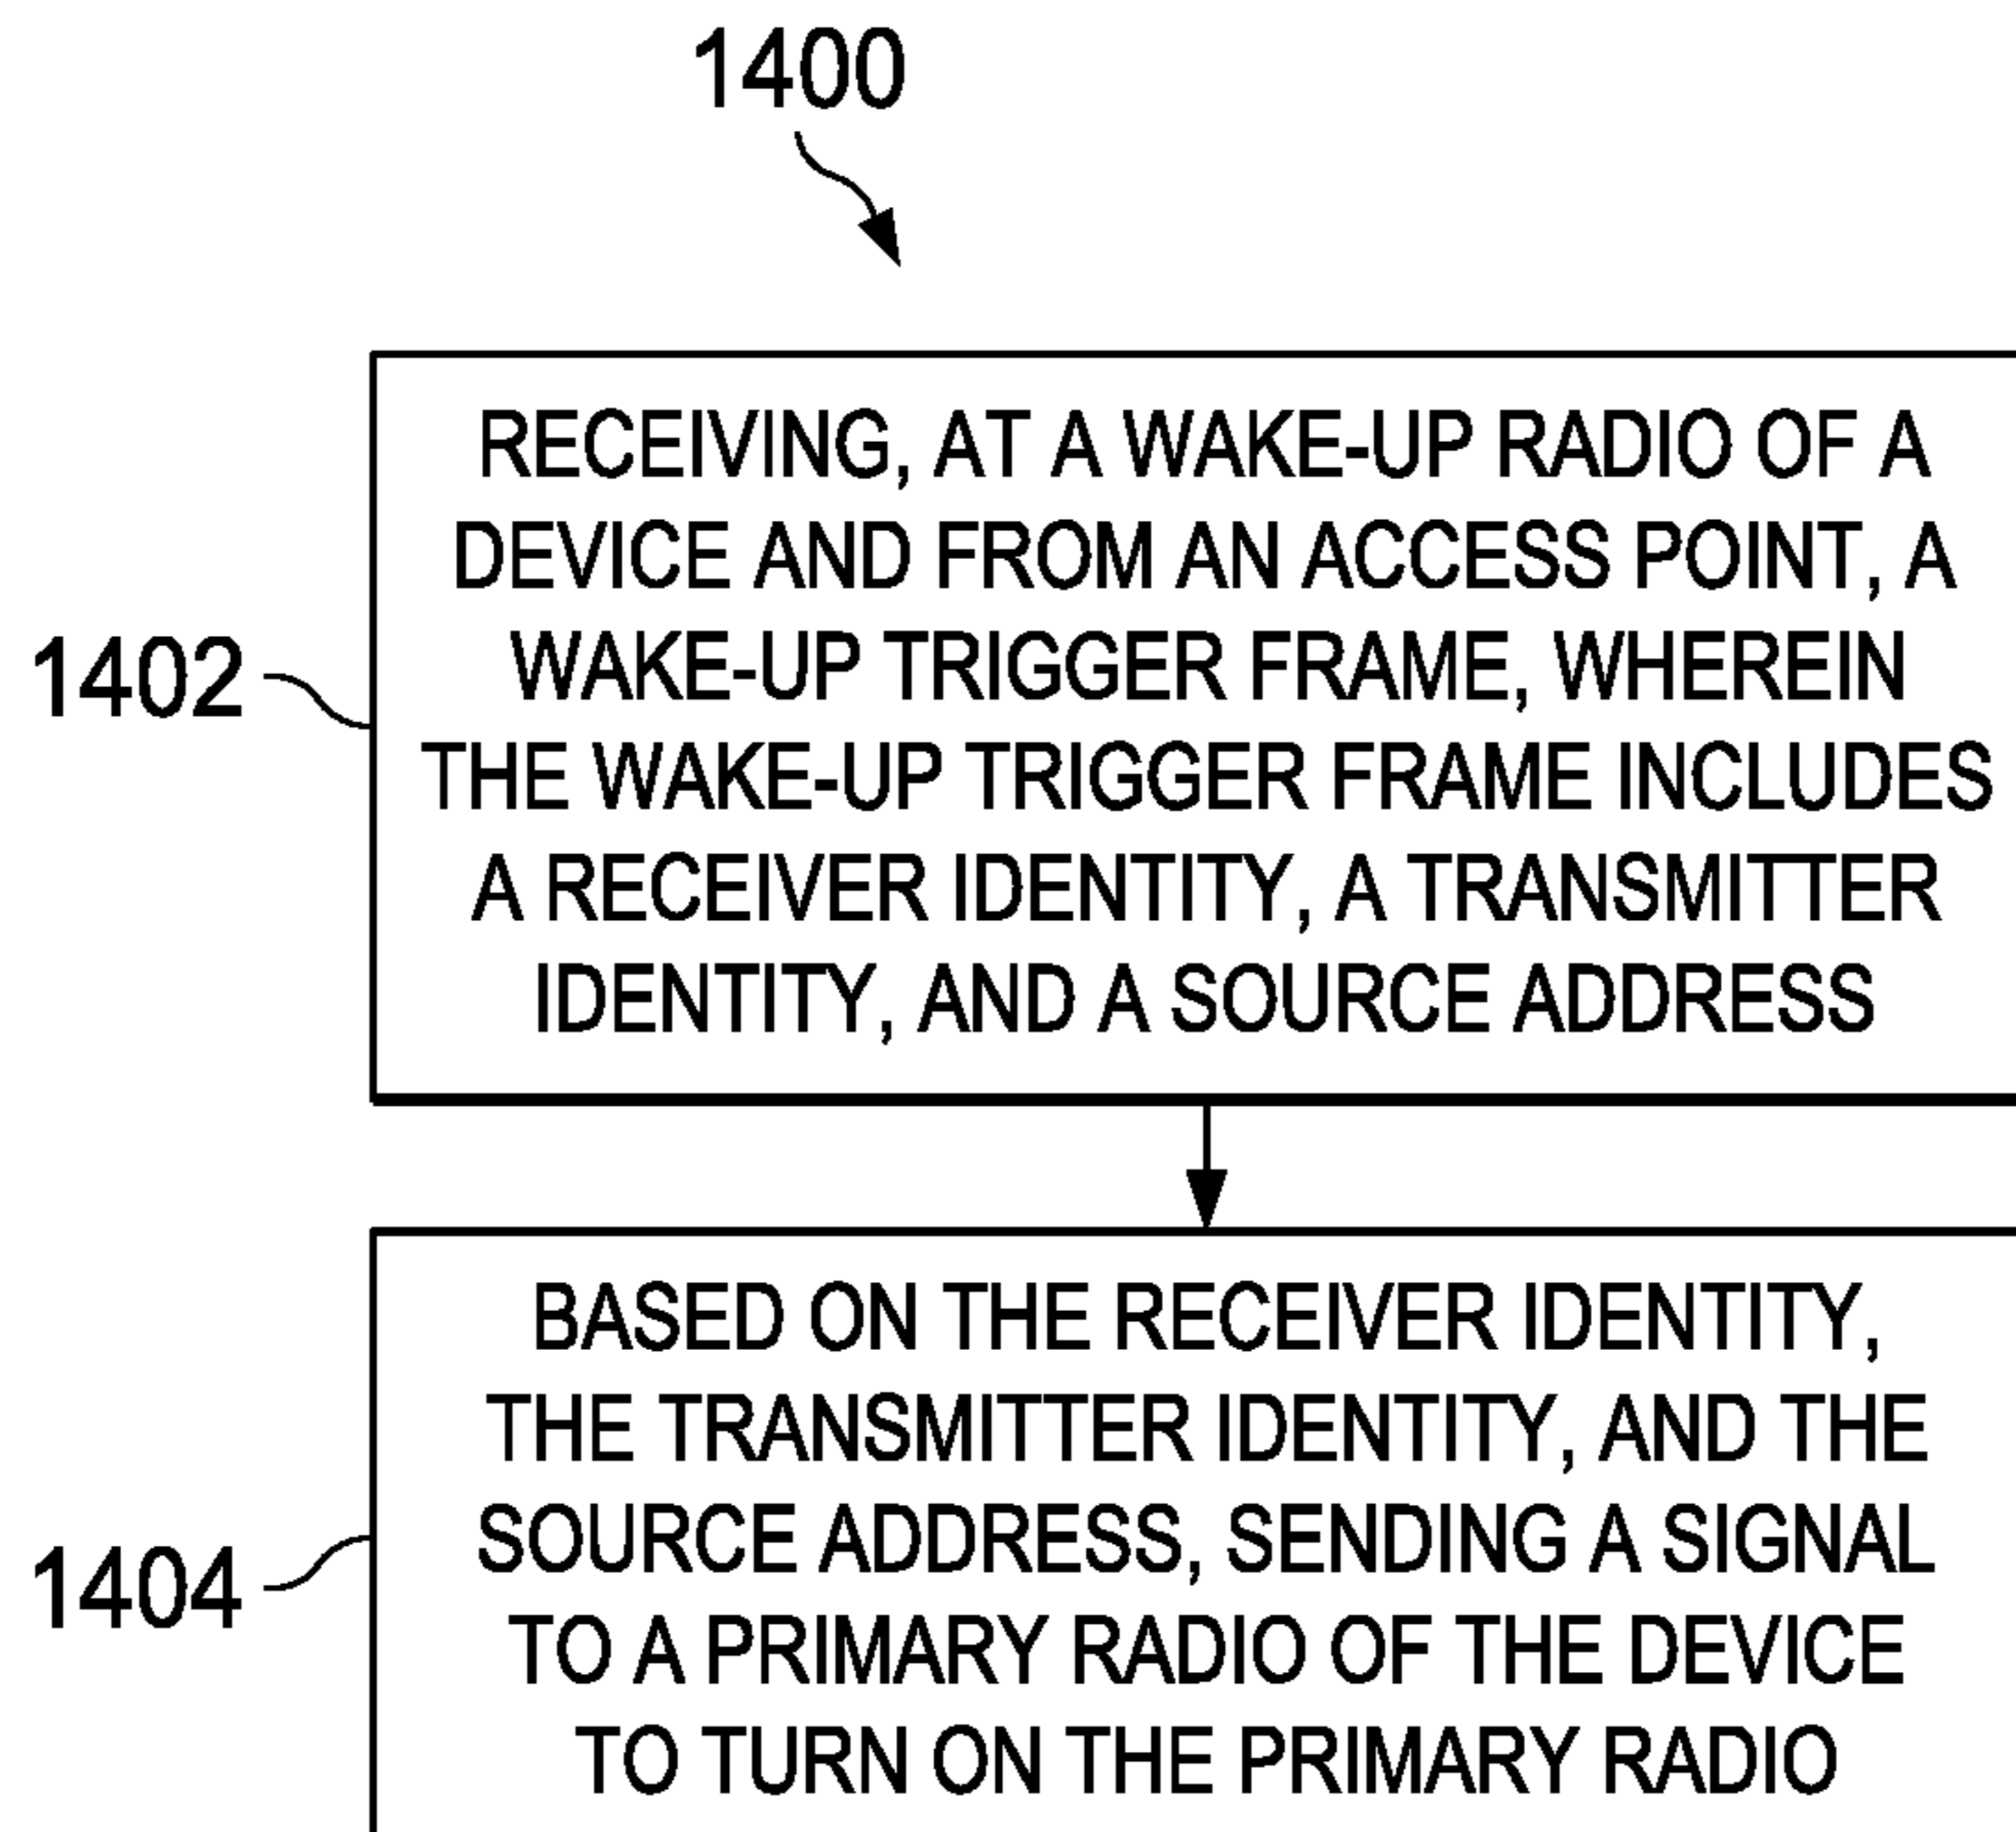 1400
1402
RECEIVING, AT A WAKE-UP RADIO OF A
DEVICE AND FROM AN ACCESS POINT, A
WAKE-UP TRIGGER FRAME, WHEREIN
THE WAKE-UP TRIGGER FRAME INCLUDES
A RECEIVER IDENTITY, A TRANSMITTER
IDENTITY, AND A SOURCE ADDRESS
1404
BASED ON THE RECEIVER IDENTITY,
THE TRANSMITTER IDENTITY, AND THE
SOURCE ADDRESS, SENDING A SIGNAL
TO A PRIMARY RADIO OF THE DEVICE
TO TURN ON THE PRIMARY RADIO